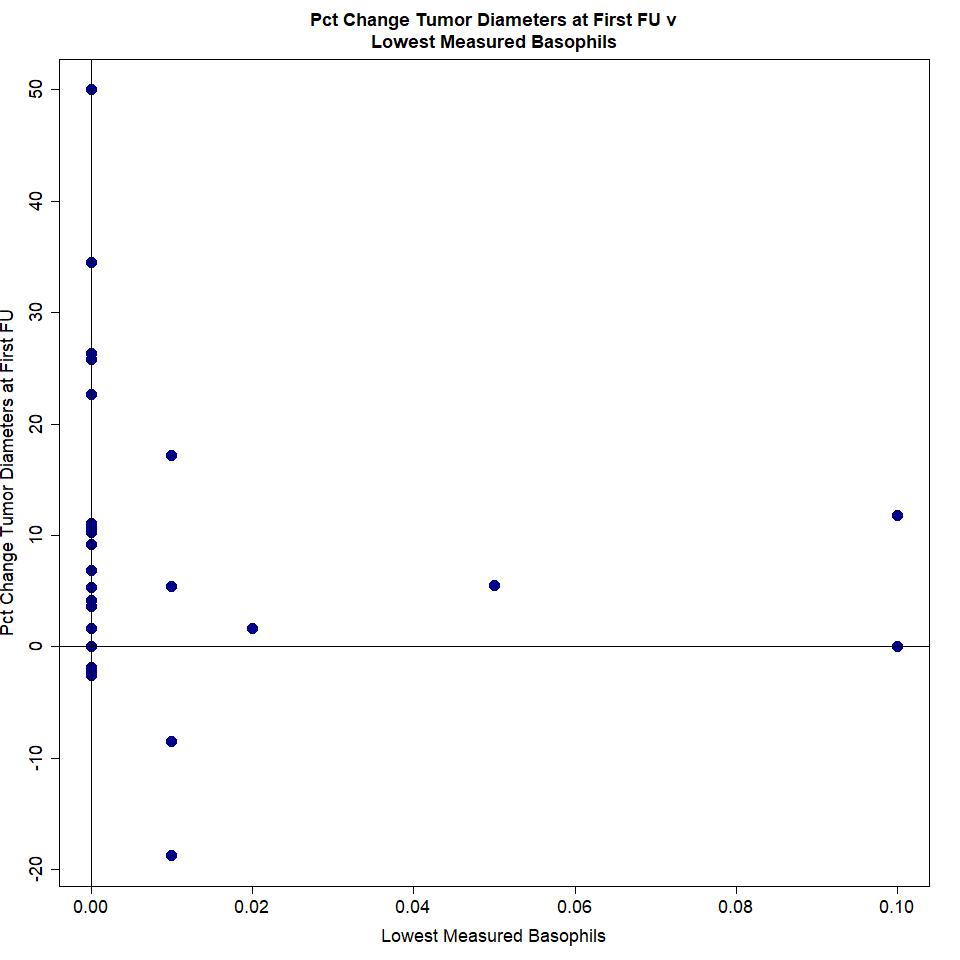 Pct Change Tumor Diameters at First FU v
Lowest Measured Basophils
Pct Change Tumor Diameters at First FU
50
40
30
20
10
0
-10
-20
0.00 0.02 0.04 0.06 0.08 0.10
Lowest Measured Basophils